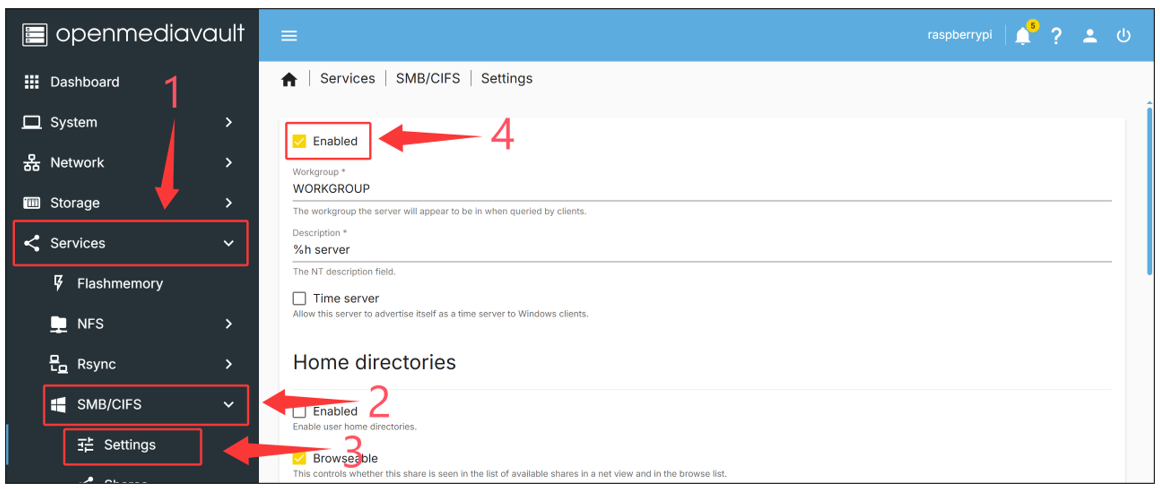 openmediavault
raspberrypi
5
?
Dashboard
1
System
Network
Storage
Services
Flashmemory
NFS
Rsync
SMB/CIFS
2
Settings
3
Shares
Services | SMB/CIFS | Settings
Enabled
4
Workgroup *
WORKGROUP
The workgroup the server will appear to be in when queried by clients.
Description *
%h server
The NT description field.
Time server
Allow this server to advertise itself as a time server to Windows clients.
Home directories
Enabled
Enable user home directories.
Browseable
This controls whether this share is seen in the list of available shares in a net view and in the browse list.